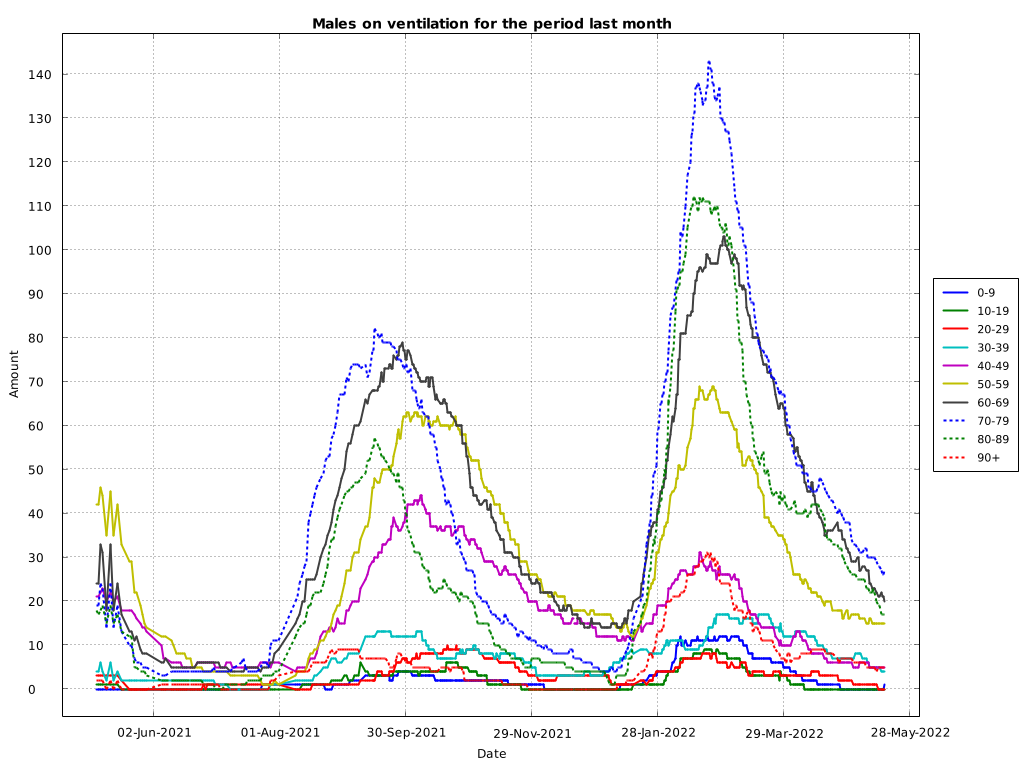 Males on ventilation for the period last month
140
130
120
110
100
90
80
70
60
50
40
30
20
10
0
Amount
02-Jun-2021
01-Aug-2021
30-Sep-2021
29-Nov-2021
28-Jan-2022
29-Mar-2022
28-May-2022
Date
0-9
10-19
20-29
30-39
40-49
50-59
60-69
70-79
80-89
90+